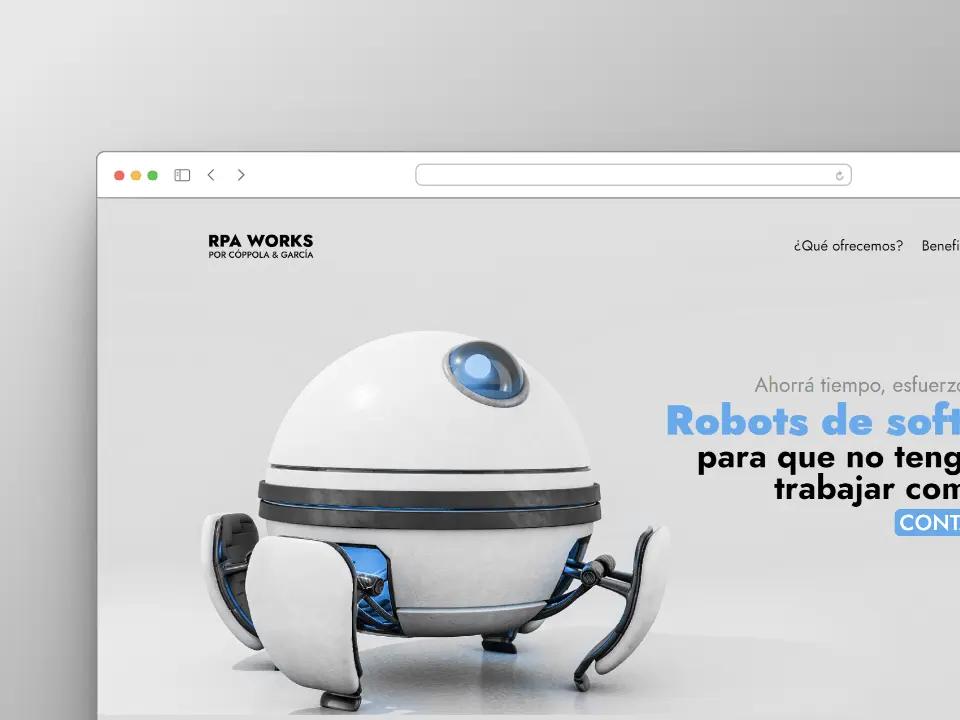 RPA WORKS
POR CÓPPOLA & GARCÍA
¿Qué ofrecemos? Benefi
Ahorrá tiempo, esfuerzo
Robots de soft
para que no teng
trabajar com
CONTA